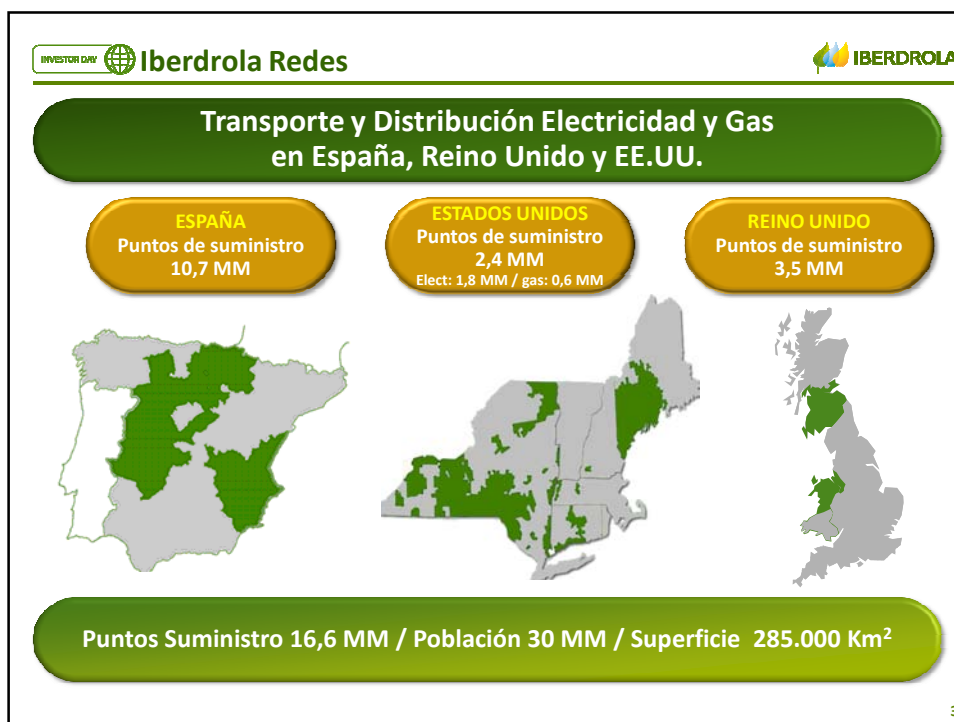 INVESTOR DAY
Iberdrola Redes
IBERDROLA
Transporte y Distribución Electricidad y Gas
en España, Reino Unido y EE.UU.
ESPAÑA
Puntos de suministro
10,7 MM
ESTADOS UNIDOS
Puntos de suministro
2,4 MM
Elect: 1,8 MM / gas: 0,6 MM
REINO UNIDO
Puntos de suministro
3,5 MM
Puntos Suministro 16,6 MM / Población 30 MM / Superficie 285.000 Km²
3